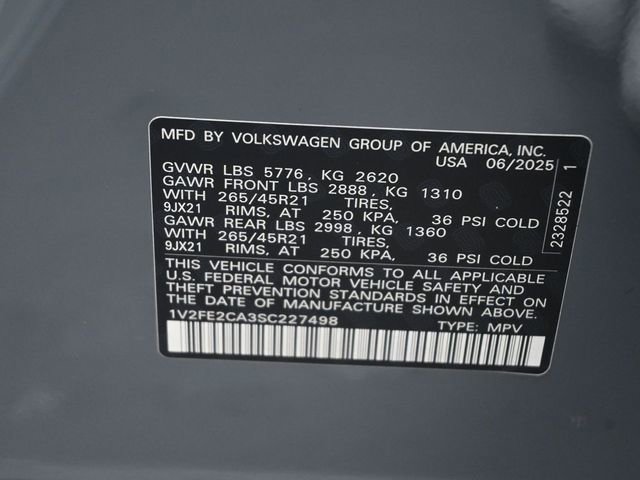 MFD BY VOLKSWAGEN GROUP OF AMERICA, INC.
USA 06/2025
GVWR LBS 5776, KG 2620
GAWR FRONT LBS 2888, KG 1310
WITH 265/45R21 TIRES,
9JX21 RIMS, AT 250 KPA, 36 PSI COLD
GAWR REAR LBS 2998, KG 1360
WITH 265/45R21 TIRES,
9JX21 RIMS, AT 250 KPA, 36 PSI COLD
THIS VEHICLE CONFORMS TO ALL APPLICABLE
U.S. FEDERAL MOTOR VEHICLE SAFETY AND
THEFT PREVENTION STANDARDS IN EFFECT ON
THE DATE OF MANUFACTURE SHOWN ABOVE.
1V2FE2CA3SC227498 TYPE: MPV
2328522 1